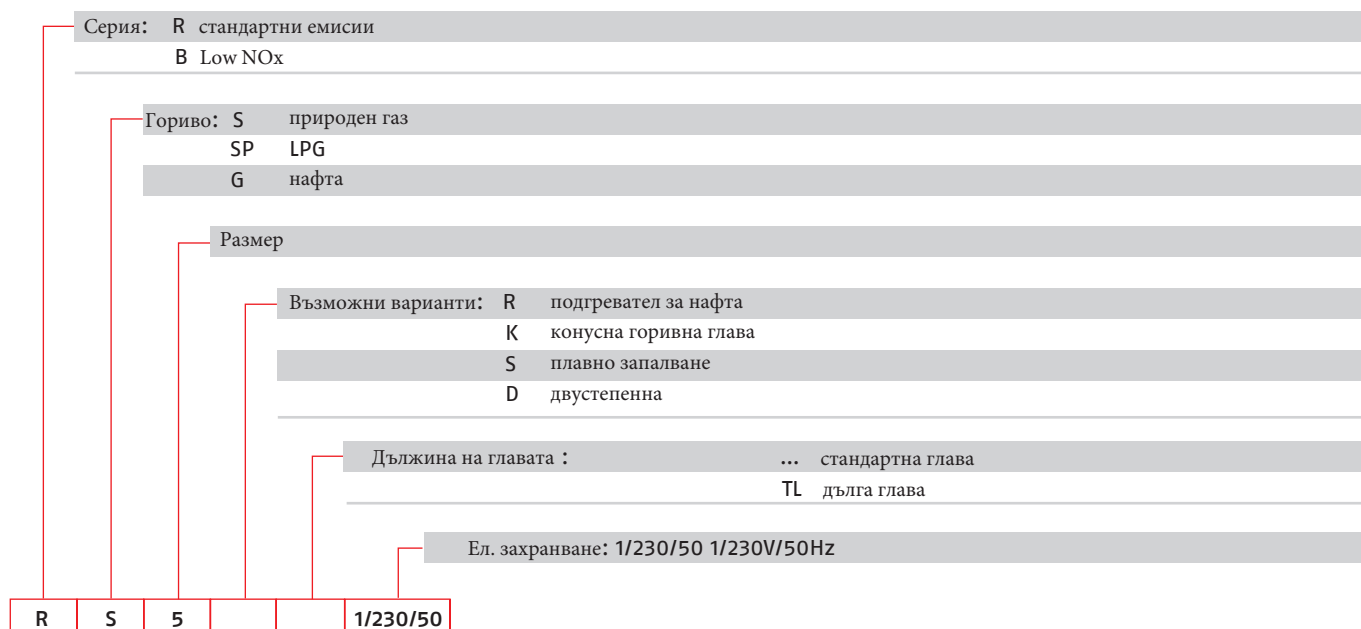 Серия: R стандартни емисии
B Low NOx
Гориво: S природен газ
SP LPG
G нафта
Размер
Възможни варианти: R подгревател за нафта
K конусна горивна глава
S плавно запалване
D двустепенна
Дължина на главата : ... стандартна глава
TL дълга глава
Ел. захранване: 1/230/50 1/230V/50Hz
R S 5 1/230/50